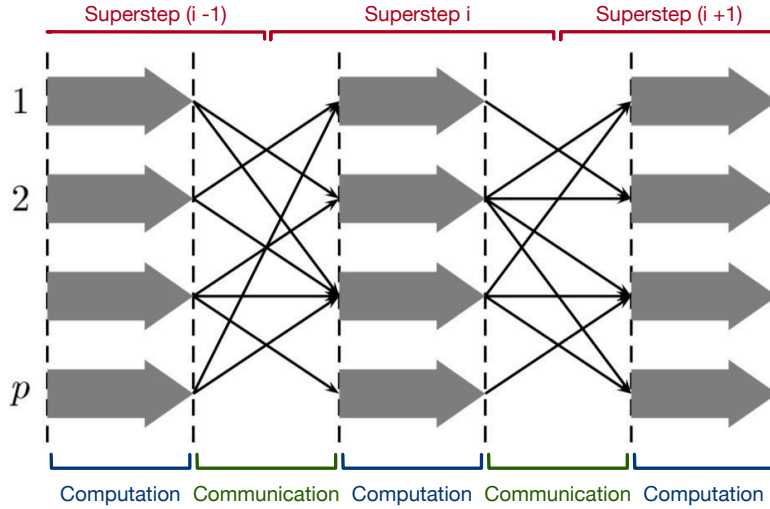 Superstep (i -1) Superstep i Superstep (i +1)
1
2
p
Computation Communication Computation Communication Computation